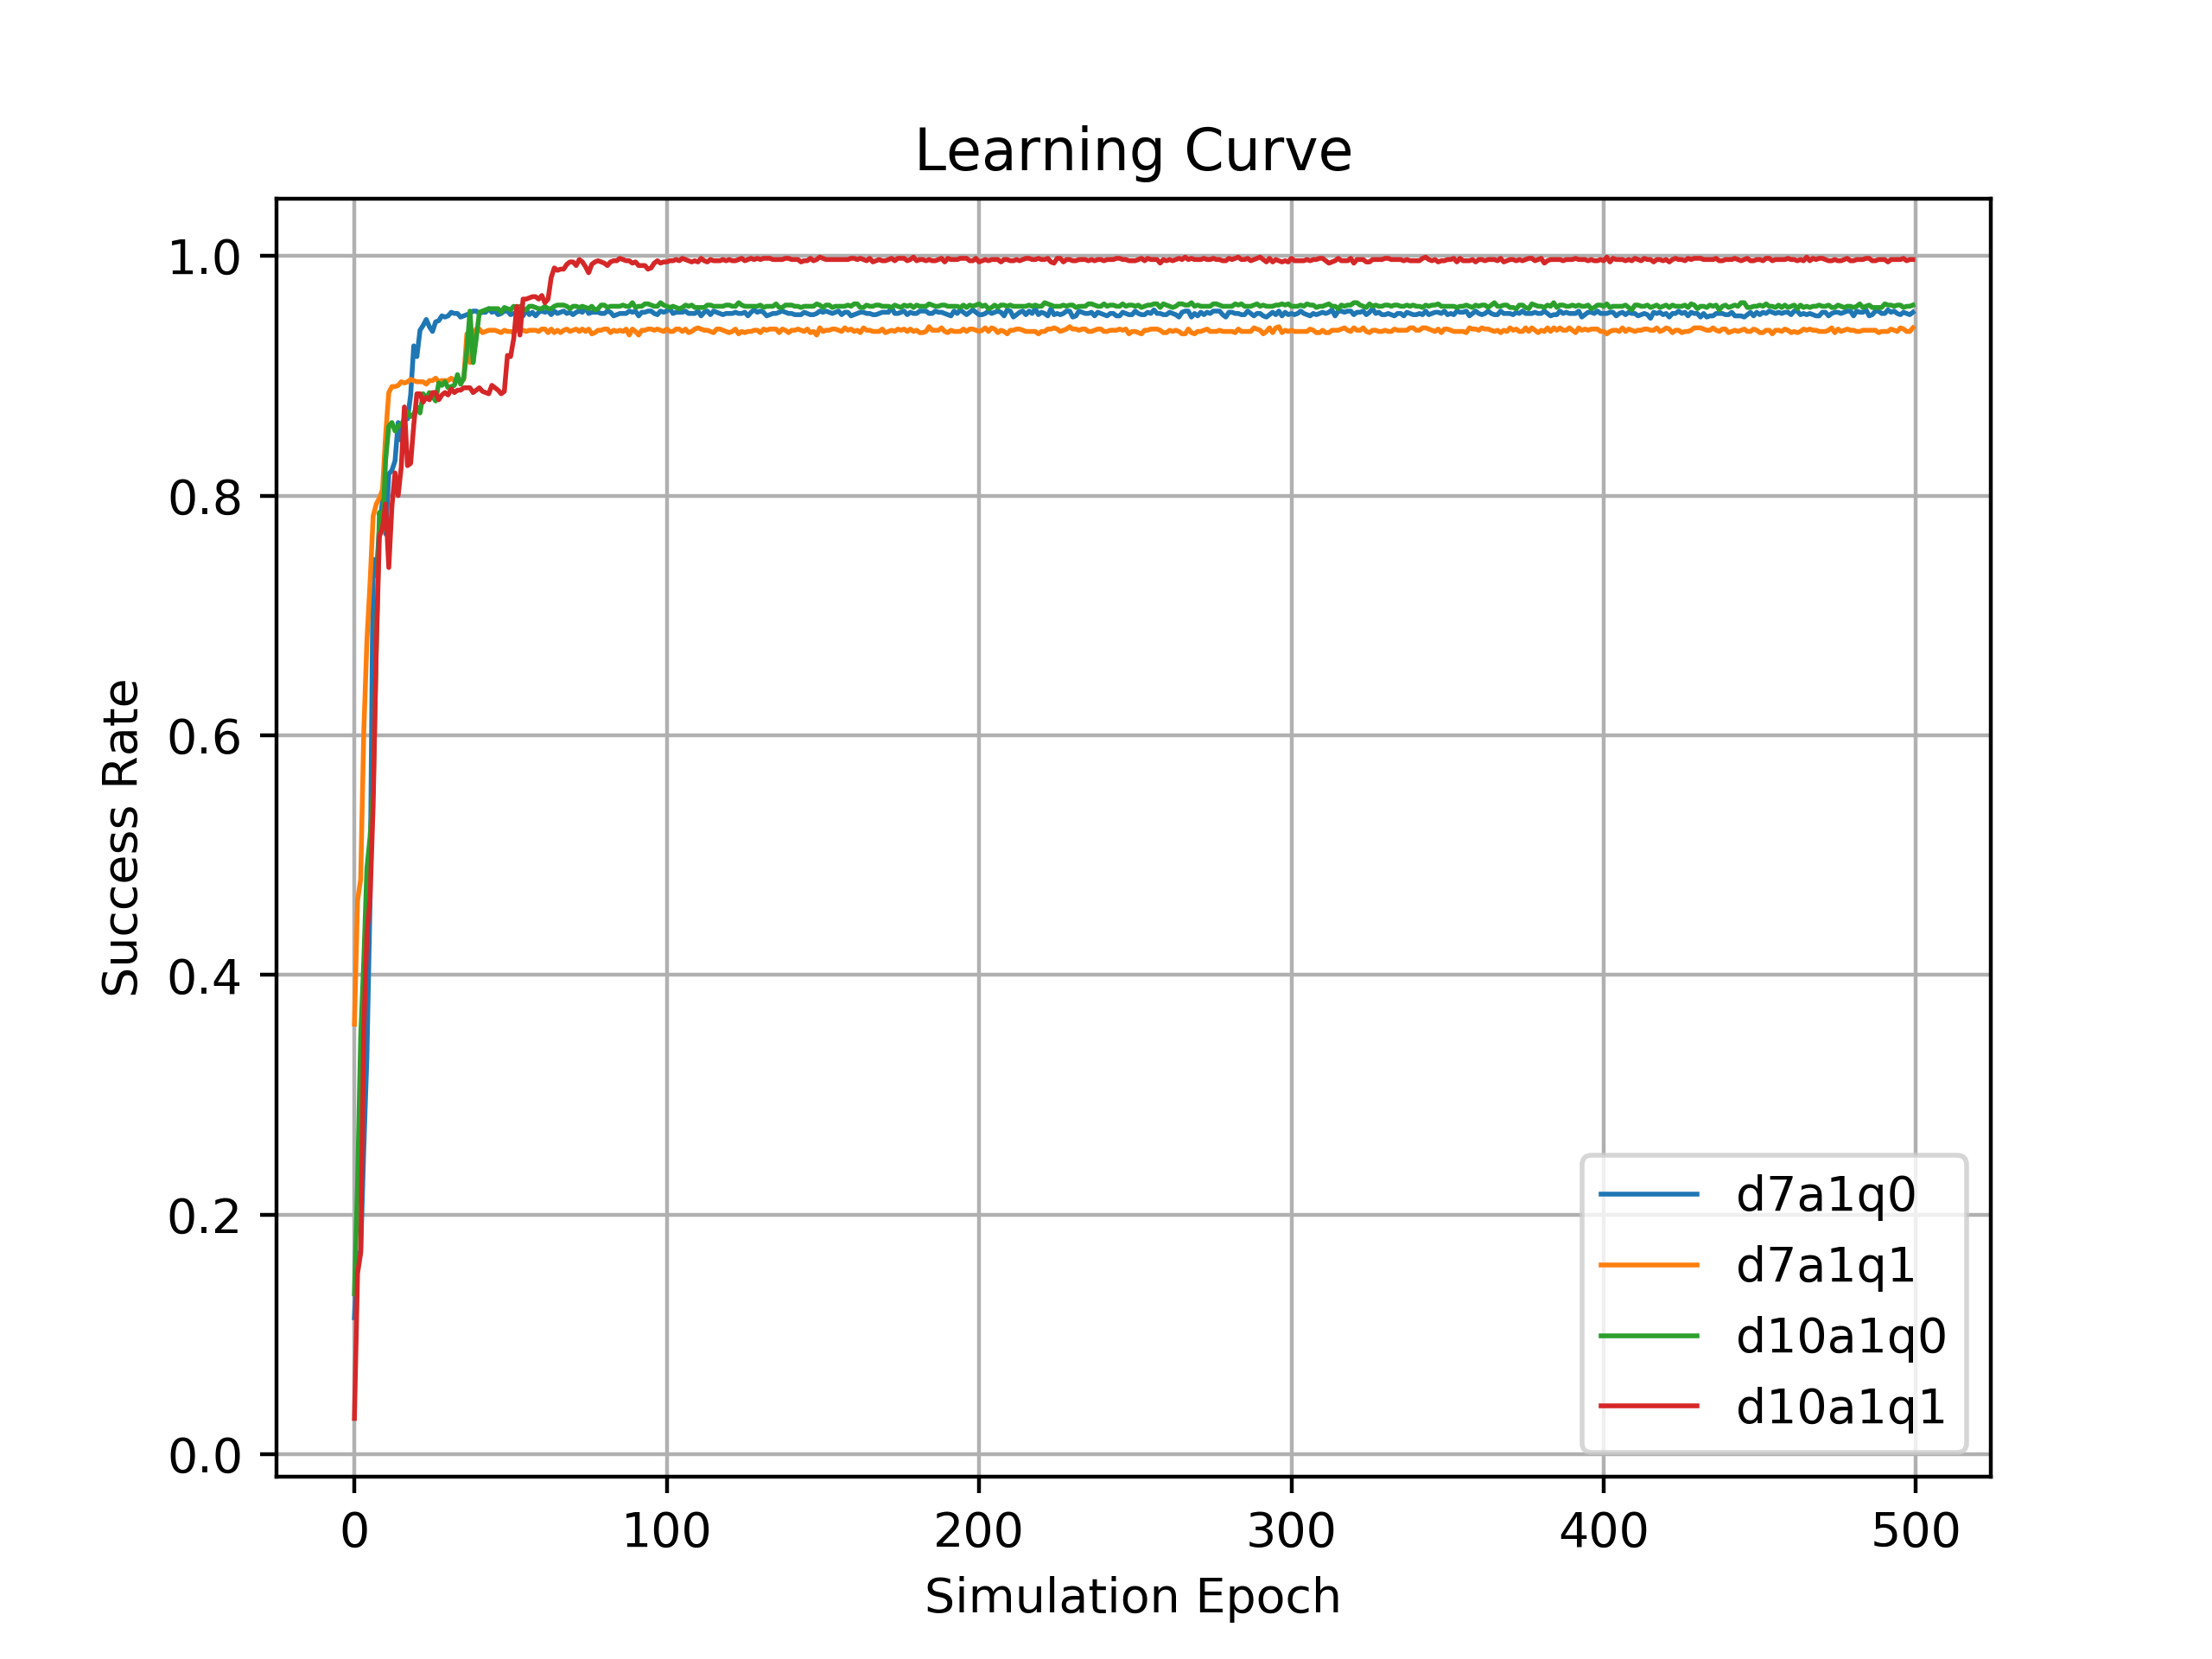 Learning Curve
1.0
0.8
0.6
0.4
0.2
0.0
Success Rate
0 100 200 300 400 500
Simulation Epoch
d7a1q0
d7a1q1
d10a1q0
d10a1q1